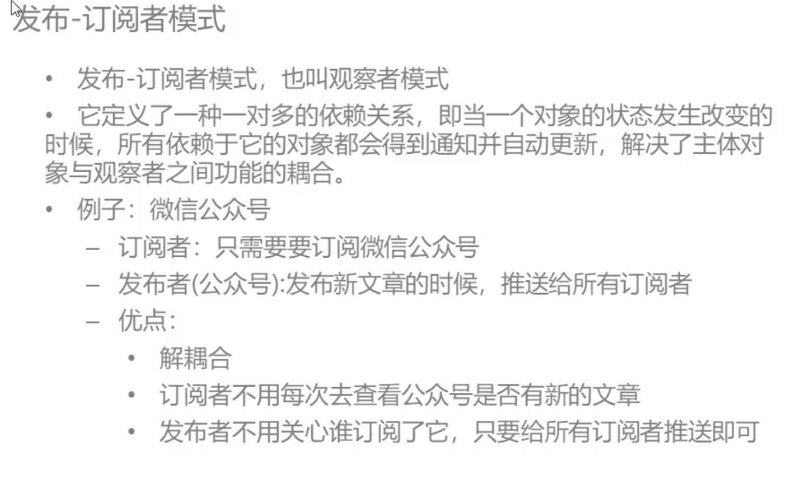 发布-订阅者模式
• 发布-订阅者模式，也叫观察者模式
• 它定义了一种一对多的依赖关系，即当一个对象的状态发生改变的
时候，所有依赖于它的对象都会得到通知并自动更新，解决了主体对
象与观察者之间功能的耦合。
• 例子：微信公众号
– 订阅者：只需要要订阅微信公众号
– 发布者(公众号):发布新文章的时候，推送给所有订阅者
– 优点：
• 解耦合
• 订阅者不用每次去查看公众号是否有新的文章
• 发布者不用关心谁订阅了它，只要给所有订阅者推送即可